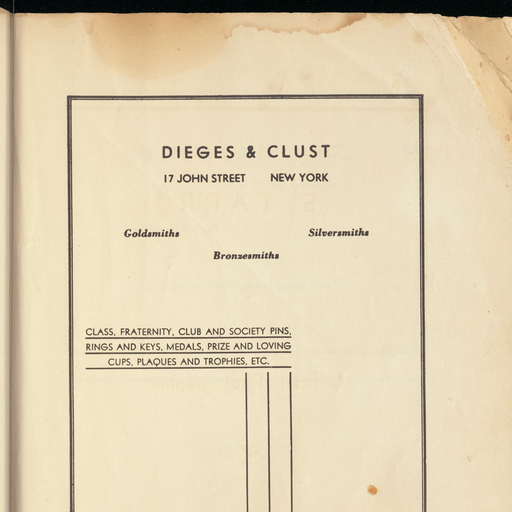 DIEGES & CLUST
17 JOHN STREET NEW YORK
Goldsmiths Silversmiths
Bronzesmiths
CLASS, FRATERNITY, CLUB AND SOCIETY PINS,
RINGS AND KEYS, MEDALS, PRIZE AND LOVING
CUPS, PLAQUES AND TROPHIES, ETC.